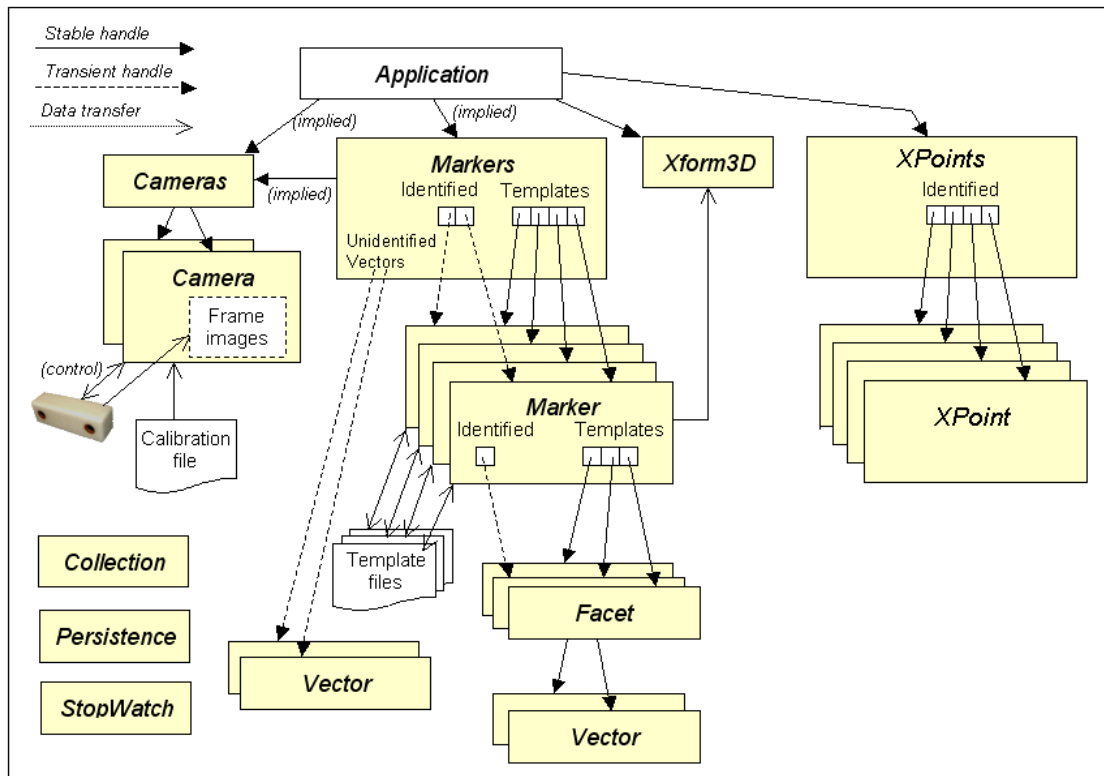 Stable handle
Transient handle
Data transfer
Application
(implied)
(implied)
Cameras
(implied)
Markers
Identified
Templates
Unidentified
Vectors
Xform3D
XPoints
Identified
Camera
Frame
images
(control)
Calibration
file
Marker
Identified
Templates
XPoint
Template
files
Collection
Persistence
StopWatch
Facet
Vector
Vector